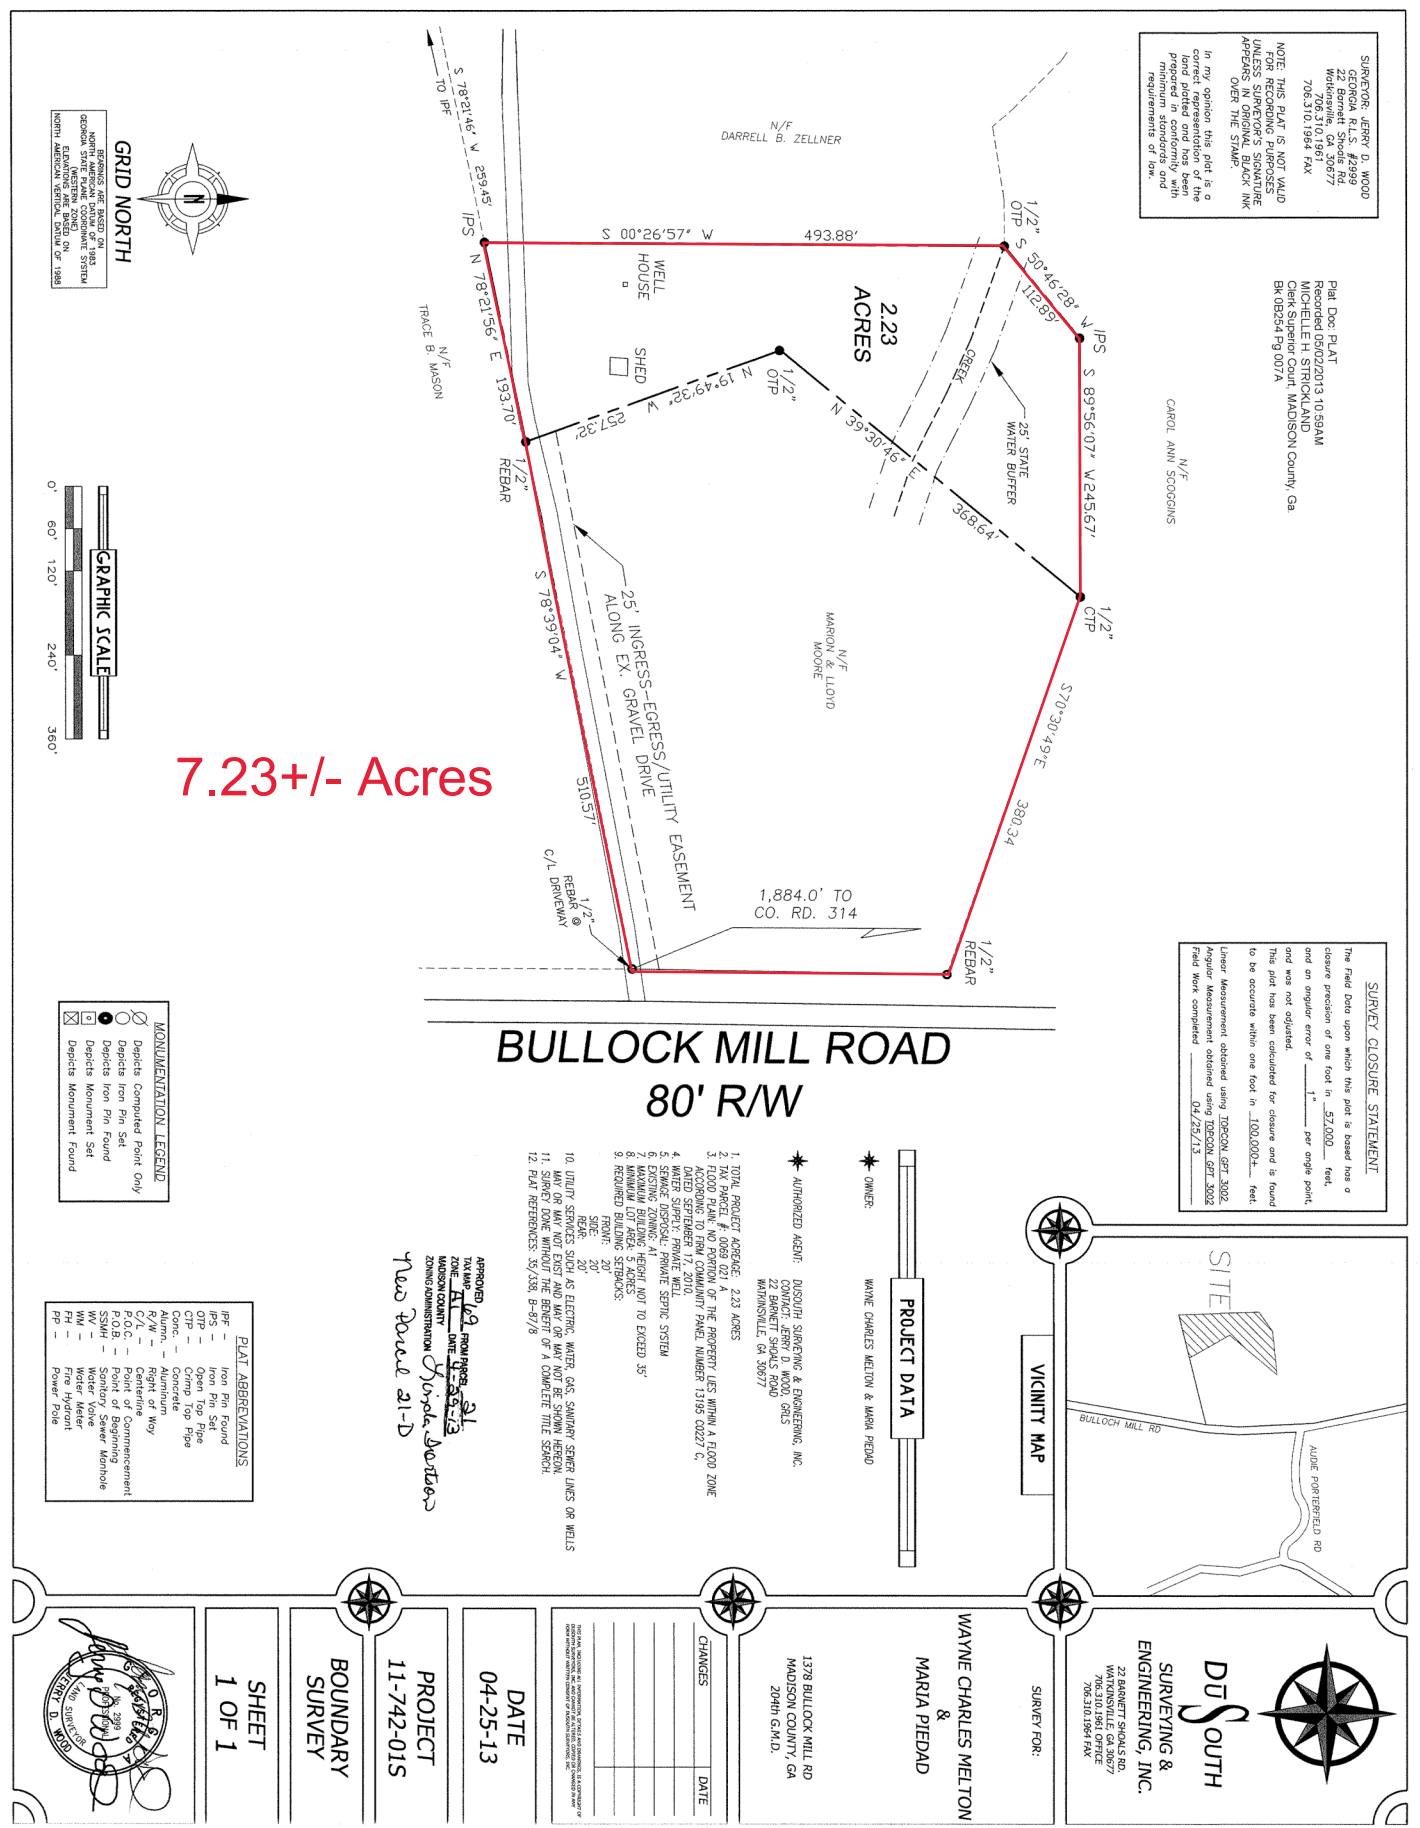 SURVEYOR: JERRY D. WOOD
GEORGIA R.L.S. #2999
22 Barnett Shoals Rd.
Watkinsville, GA 30677
706.310.1961
706.310.1964 FAX
NOTE: THIS PLAT IS NOT VALID
FOR RECORDING PURPOSES
UNLESS SURVEYOR'S SIGNATURE
APPEARS IN ORIGINAL BLACK INK
OVER THE STAMP.
In my opinion this plat is a
correct representation of the
land platted and has been
prepared in conformity with
minimum standards and
requirements of law.
Plat Doc: PLAT
Recorded 05/02/2013 10:59AM
MICHELLE H. STRICKLAND
Clerk Superior Court, MADISON County, Ga.
Bk 0B254 Pg 007A
GRID NORTH
N
BEARINGS ARE BASED ON
NORTH AMERICAN DATUM OF 1983
GEORGIA STATE PLANE COORDINATE SYSTEM
(WESTERN ZONE)
ELEVATIONS ARE BASED ON
NORTH AMERICAN VERTICAL DATUM OF 1988
GRAPHIC SCALE
0' 60' 120' 240' 360'
TO IPF
S 78°21'46" W 259.45'
N/F
DARRELL B. ZELLNER
IPS
S 00°26'57" W 493.88'
1/2"
OTP
S 50°46'28" W
112.89'
IPS
S 89°56'07" W 245.67'
N/F
CAROL ANN SCOGGINS
WELL
HOUSE
SHED
2.23
ACRES
CREEK
25' STATE
WATER BUFFER
N 78°21'56" E 193.70'
N/F
TRACE B. MASON
1/2"
REBAR
N 19°49'32" W
257.32'
1/2"
OTP
N 39°30'46" E
368.64'
1/2"
CTP
S70°30'49"E 380.34
N/F
MARION & LLOYD
MOORE
25' INGRESS-EGRESS/UTILITY EASEMENT
ALONG EX. GRAVEL DRIVE
S 78°39'04" W 510.57'
7.23+/- Acres
1/2"
REBAR @
C/L DRIVEWAY
1,884.0' TO
CO. RD. 314
1/2"
REBAR
BULLOCK MILL ROAD
80' R/W
SURVEY CLOSURE STATEMENT
The Field Data upon which this plat is based has a
closure precision of one foot in 57,000 feet,
and an angular error of 1" per angle point,
and was not adjusted.
This plat has been calculated for closure and is found
to be accurate within one foot in 100,000+ feet.
Linear Measurement obtained using TOPCON GPT 3002
Angular Measurement obtained using TOPCON GPT 3002
Field Work completed 04/25/13
MONUMENTATION LEGEND
Depicts Computed Point Only
Depicts Iron Pin Set
Depicts Iron Pin Found
Depicts Monument Set
Depicts Monument Found
PLAT ABBREVIATIONS
IPF - Iron Pin Found
IPS - Iron Pin Set
OTP - Open Top Pipe
CTP - Crimp Top Pipe
Conc. - Concrete
Alumn. - Aluminum
R/W - Right of Way
C/L - Centerline
P.O.C. - Point of Commencement
P.O.B. - Point of Beginning
SSMH - Sanitary Sewer Manhole
WV - Water Valve
WM - Water Meter
FH - Fire Hydrant
PP - Power Pole
PROJECT DATA
OWNER: WAYNE CHARLES MELTON & MARIA PIEDAD
AUTHORIZED AGENT: DUSOUTH SURVEYING & ENGINEERING, INC.
CONTACT: JERRY D. WOOD, GRLS
22 BARNETT SHOALS ROAD
WATKINSVILLE, GA 30677
1. TOTAL PROJECT ACREAGE: 2.23 ACRES
2. TAX PARCEL #: 0069 021 A
3. FLOOD PLAIN: NO PORTION OF THE PROPERTY LIES WITHIN A FLOOD ZONE
ACCORDING TO FIRM COMMUNITY PANEL NUMBER 13195 C0227 C,
DATED SEPTEMBER 17, 2010.
4. WATER SUPPLY: PRIVATE WELL
5. SEWAGE DISPOSAL: PRIVATE SEPTIC SYSTEM
6. EXISTING ZONING: A1
7. MAXIMUM BUILDING HEIGHT NOT TO EXCEED 35'
8. MINIMUM LOT AREA: 5 ACRES
9. REQUIRED BUILDING SETBACKS:
FRONT: 20'
SIDE: 20'
REAR: 20'
10. UTILITY SERVICES SUCH AS ELECTRIC, WATER, GAS, SANITARY SEWER LINES OR WELLS
MAY OR MAY NOT EXIST AND MAY OR MAY NOT BE SHOWN HEREON.
11. SURVEY DONE WITHOUT THE BENEFIT OF A COMPLETE TITLE SEARCH.
12. PLAT REFERENCES: 35/338, B-87/8
APPROVED
TAX MAP 69 FROM PARCEL 21
ZONE A1 DATE 4-29-13
MADISON COUNTY
ZONING ADMINISTRATION
New Parcel 21-D
VICINITY MAP
SITE
BULLOCH MILL RD
AUDIE PORTERFIELD RD
DUSOUTH
SURVEYING &
ENGINEERING, INC.
22 BARNETT SHOALS RD.
WATKINSVILLE, GA 30677
706.310.1961 OFFICE
706.310.1964 FAX
SURVEY FOR:
WAYNE CHARLES MELTON
&
MARIA PIEDAD
1378 BULLOCK MILL RD
MADISON COUNTY, GA
204th G.M.D.
CHANGES DATE
DATE
04-25-13
PROJECT
11-742-01S
BOUNDARY
SURVEY
SHEET
1 OF 1
GEORGIA
REGISTERED
No. 2999
PROFESSIONAL
LAND SURVEYOR
JERRY D. WOOD